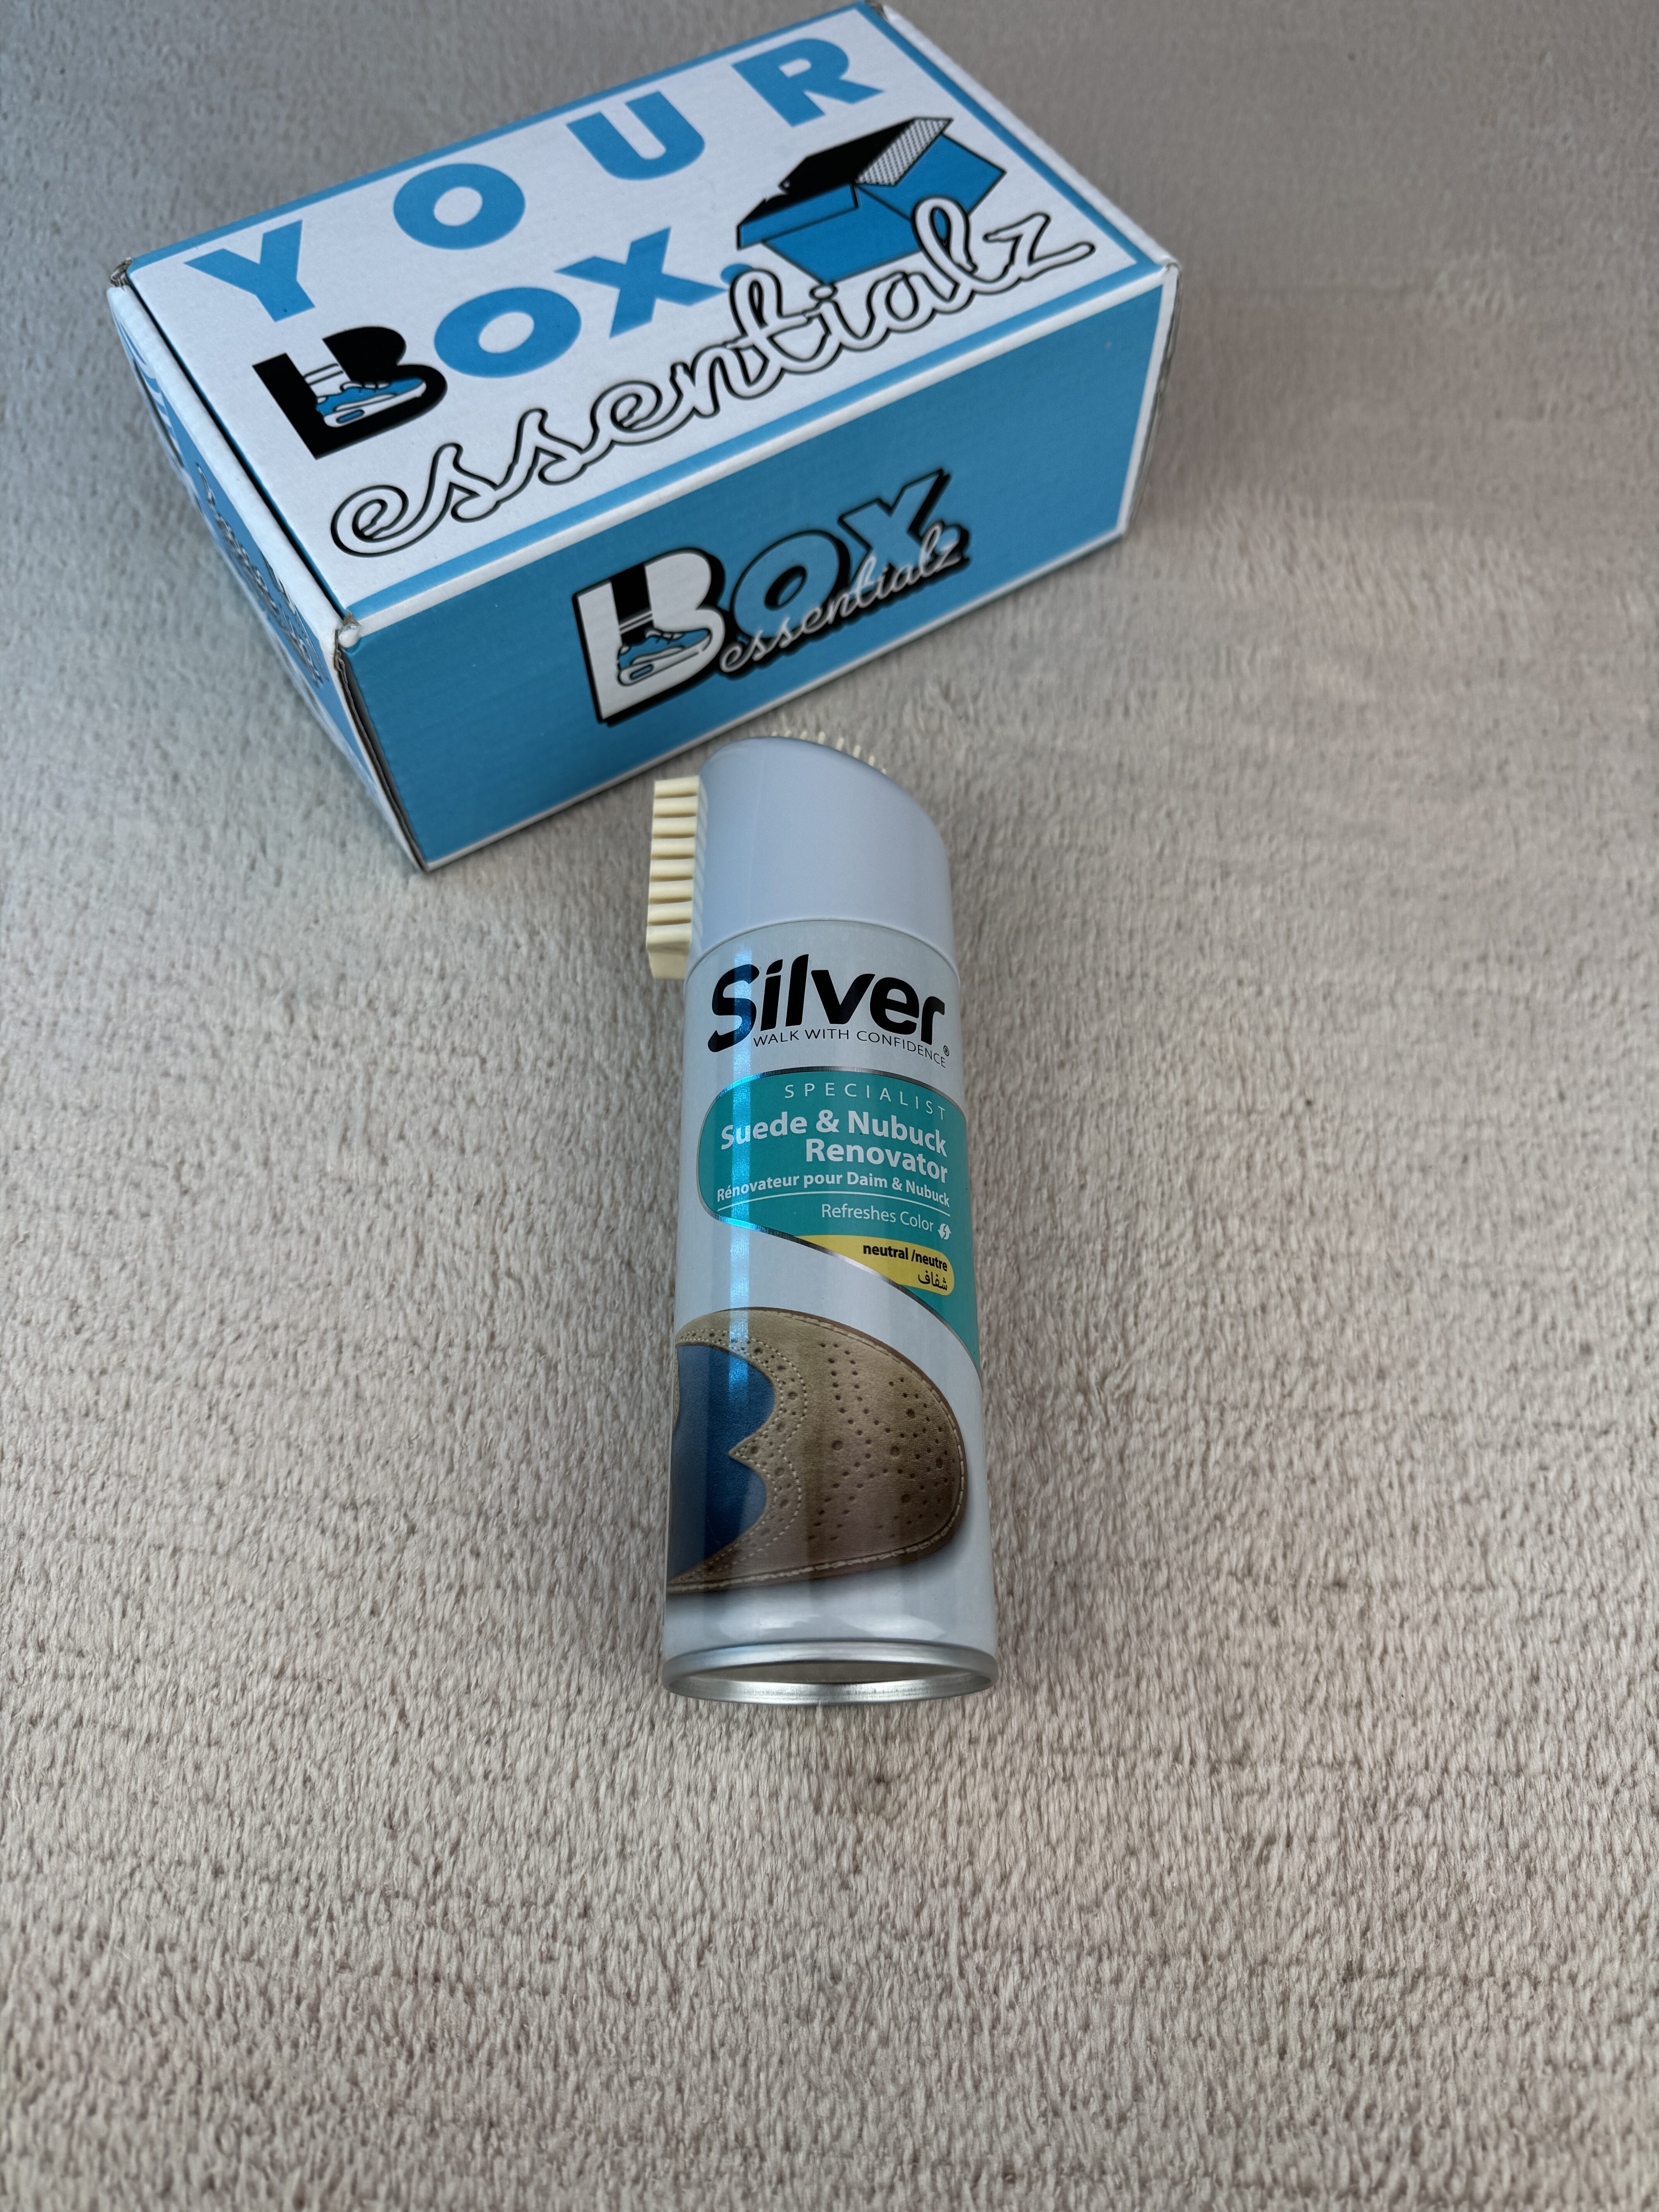 YOUR
BOX
essentialz
BOX
essentialz
Silver
WALK WITH CONFIDENCE®
SPECIALIST
Suede & Nubuck
Renovator
Rénovateur pour Daim & Nubuck
Refreshes Color
neutral /neutre
شفاف